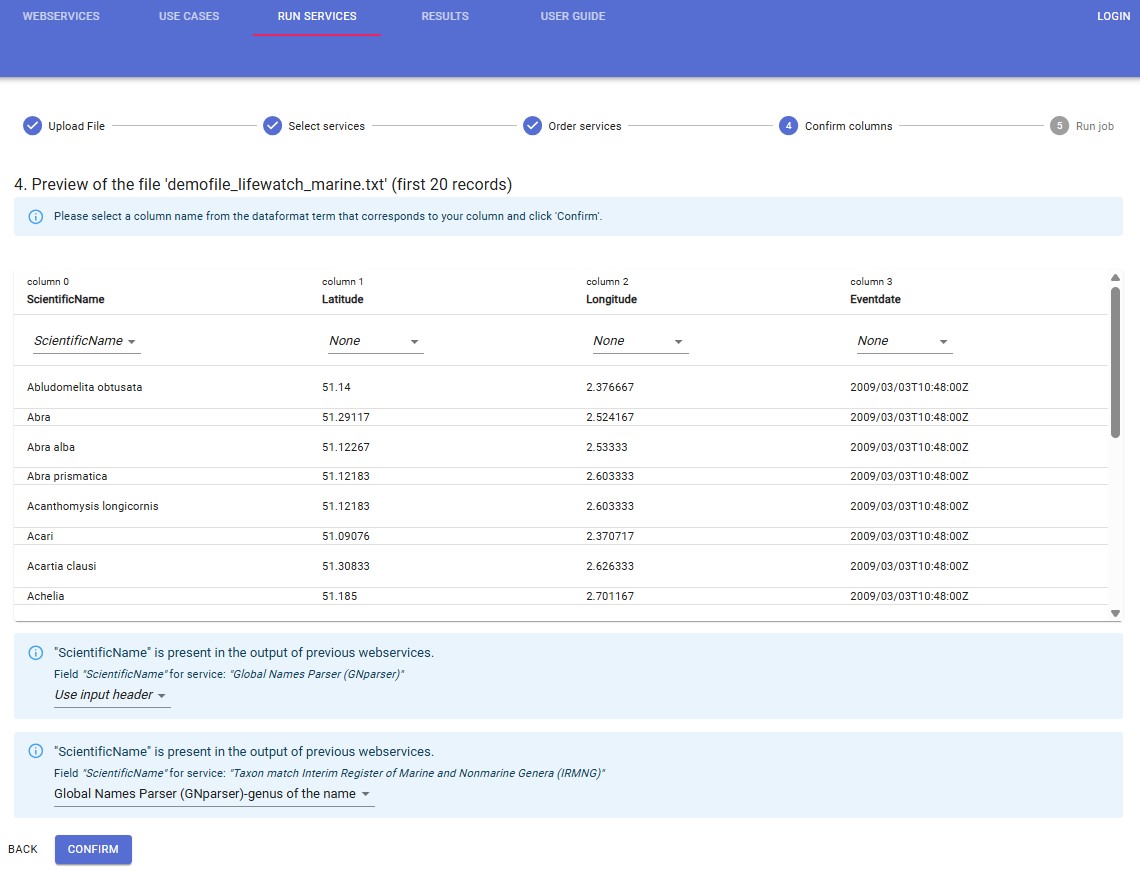 WEBSERVICES USE CASES RUN SERVICES RESULTS USER GUIDE LOGIN
Upload File Select services Order services 4 Confirm columns 5 Run job
4. Preview of the file 'demofile_lifewatch_marine.txt' (first 20 records)
Please select a column name from the dataformat term that corresponds to your column and click 'Confirm'.
column 0 column 1 column 2 column 3
ScientificName Latitude Longitude Eventdate
ScientificName None None None
Abludomelita obtusata 51.14 2.376667 2009/03/03T10:48:00Z
Abra 51.29117 2.524167 2009/03/03T10:48:00Z
Abra alba 51.12267 2.53333 2009/03/03T10:48:00Z
Abra prismatica 51.12183 2.603333 2009/03/03T10:48:00Z
Acanthomysis longicornis 51.12183 2.603333 2009/03/03T10:48:00Z
Acari 51.09076 2.370717 2009/03/03T10:48:00Z
Acartia clausi 51.30833 2.626333 2009/03/03T10:48:00Z
Achelia 51.185 2.701167 2009/03/03T10:48:00Z
"ScientificName" is present in the output of previous webservices.
Field "ScientificName" for service: "Global Names Parser (GNparser)"
Use input header
"ScientificName" is present in the output of previous webservices.
Field "ScientificName" for service: "Taxon match Interim Register of Marine and Nonmarine Genera (IRMNG)"
Global Names Parser (GNparser)-genus of the name
BACK CONFIRM